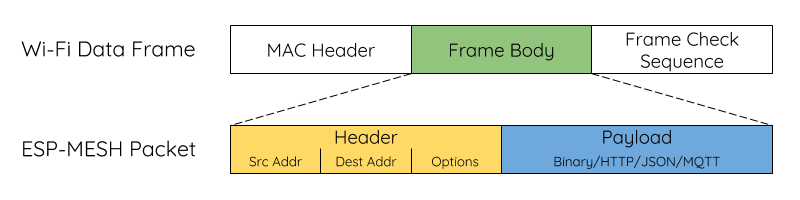 Wi-Fi Data Frame
MAC Header
Frame Body
Frame Check
Sequence
ESP-MESH Packet
Header
Src Addr
Dest Addr
Options
Payload
Binary/HTTP/JSON/MQTT